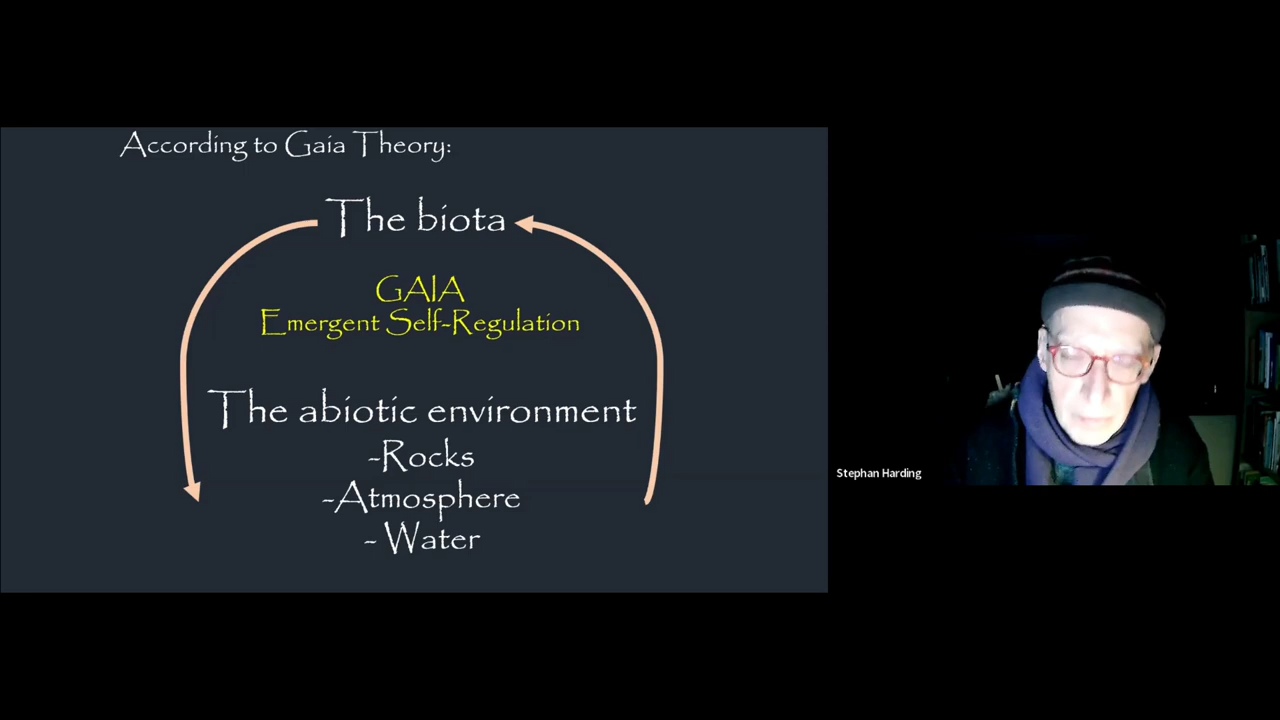 According to Gaia Theory:
The biota
GAIA
Emergent Self-Regulation
The abiotic environment
-Rocks
-Atmosphere
- Water
Stephan Harding